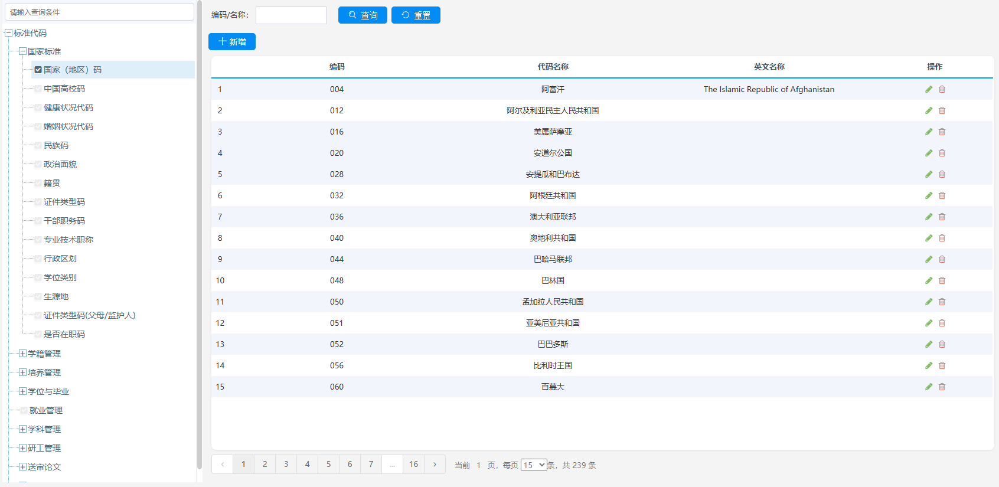 请输入查询条件
标准代码
国家标准
国家（地区）码
中国高校码
健康状况代码
婚姻状况代码
民族码
政治面貌
籍贯
证件类型码
干部职务码
专业技术职称
行政区划
学位类别
生源地
证件类型码(父母/监护人)
是否在职码
学籍管理
培养管理
学位与毕业
就业管理
学科管理
研工管理
送审论文
编码/名称: 查询 重置
新增
编码 代码名称 英文名称 操作
1 004 阿富汗 The Islamic Republic of Afghanistan
2 012 阿尔及利亚民主人民共和国
3 016 美属萨摩亚
4 020 安道尔公国
5 028 安提瓜和巴布达
6 032 阿根廷共和国
7 036 澳大利亚联邦
8 040 奥地利共和国
9 044 巴哈马联邦
10 048 巴林国
11 050 孟加拉人民共和国
12 051 亚美尼亚共和国
13 052 巴巴多斯
14 056 比利时王国
15 060 百慕大
1 2 3 4 5 6 7 ... 16 当前 1 页, 每页 15 条, 共 239 条